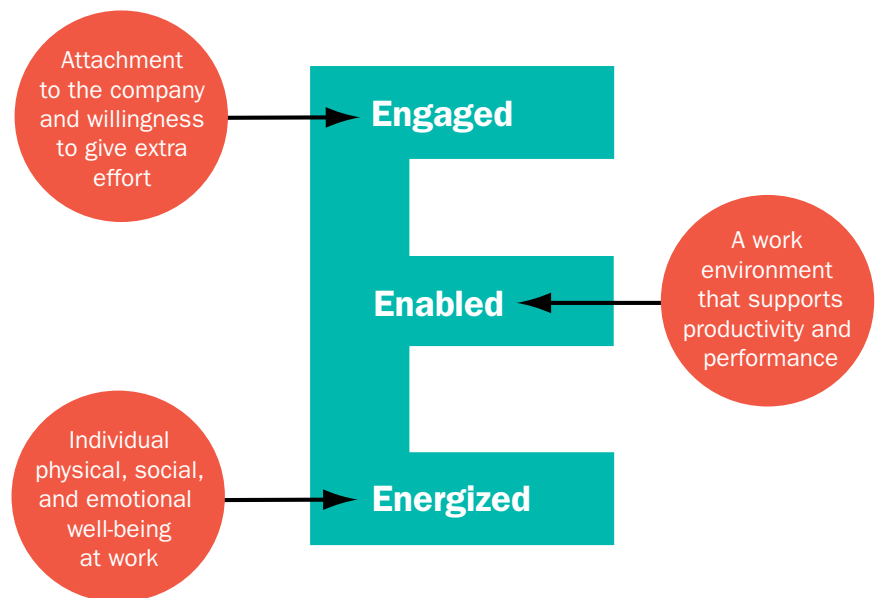 Attachment
to the company
and willingness
to give extra
effort
Engaged
A work
environment
that supports
productivity and
performance
Enabled
Individual
physical, social,
and emotional
well-being
at work
Energized